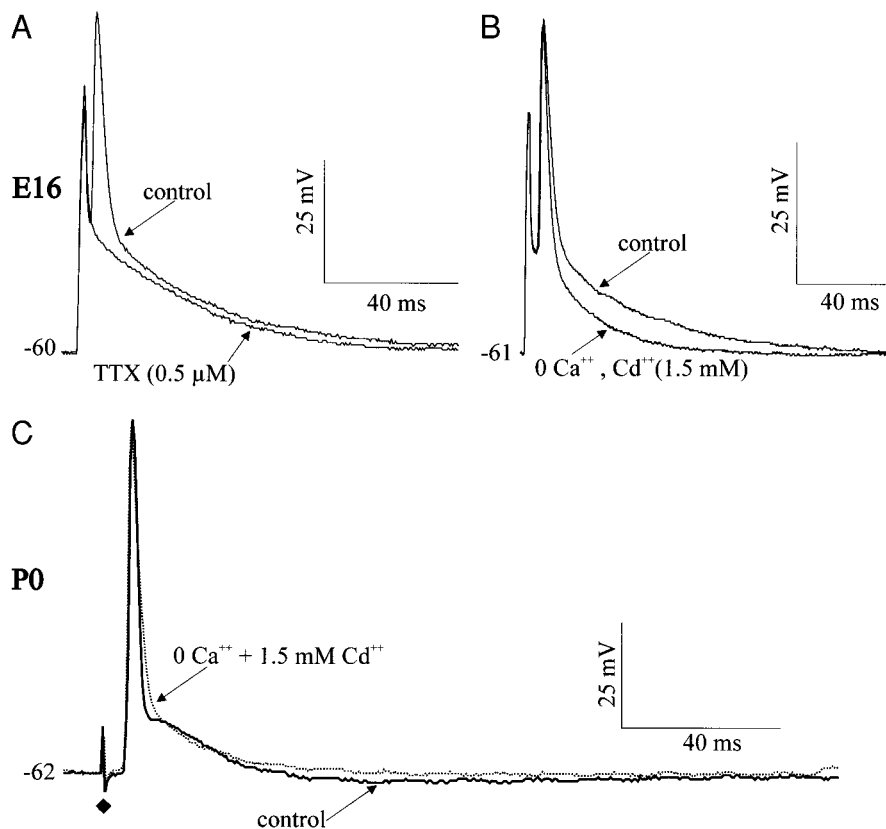 A
B
E16
control
25 mV
40 ms
-60
TTX (0.5 µM)
control
25 mV
40 ms
-61
0 Ca⁺⁺ , Cd⁺⁺(1.5 mM)
C
P0
0 Ca⁺⁺ + 1.5 mM Cd⁺⁺
25 mV
40 ms
-62
control